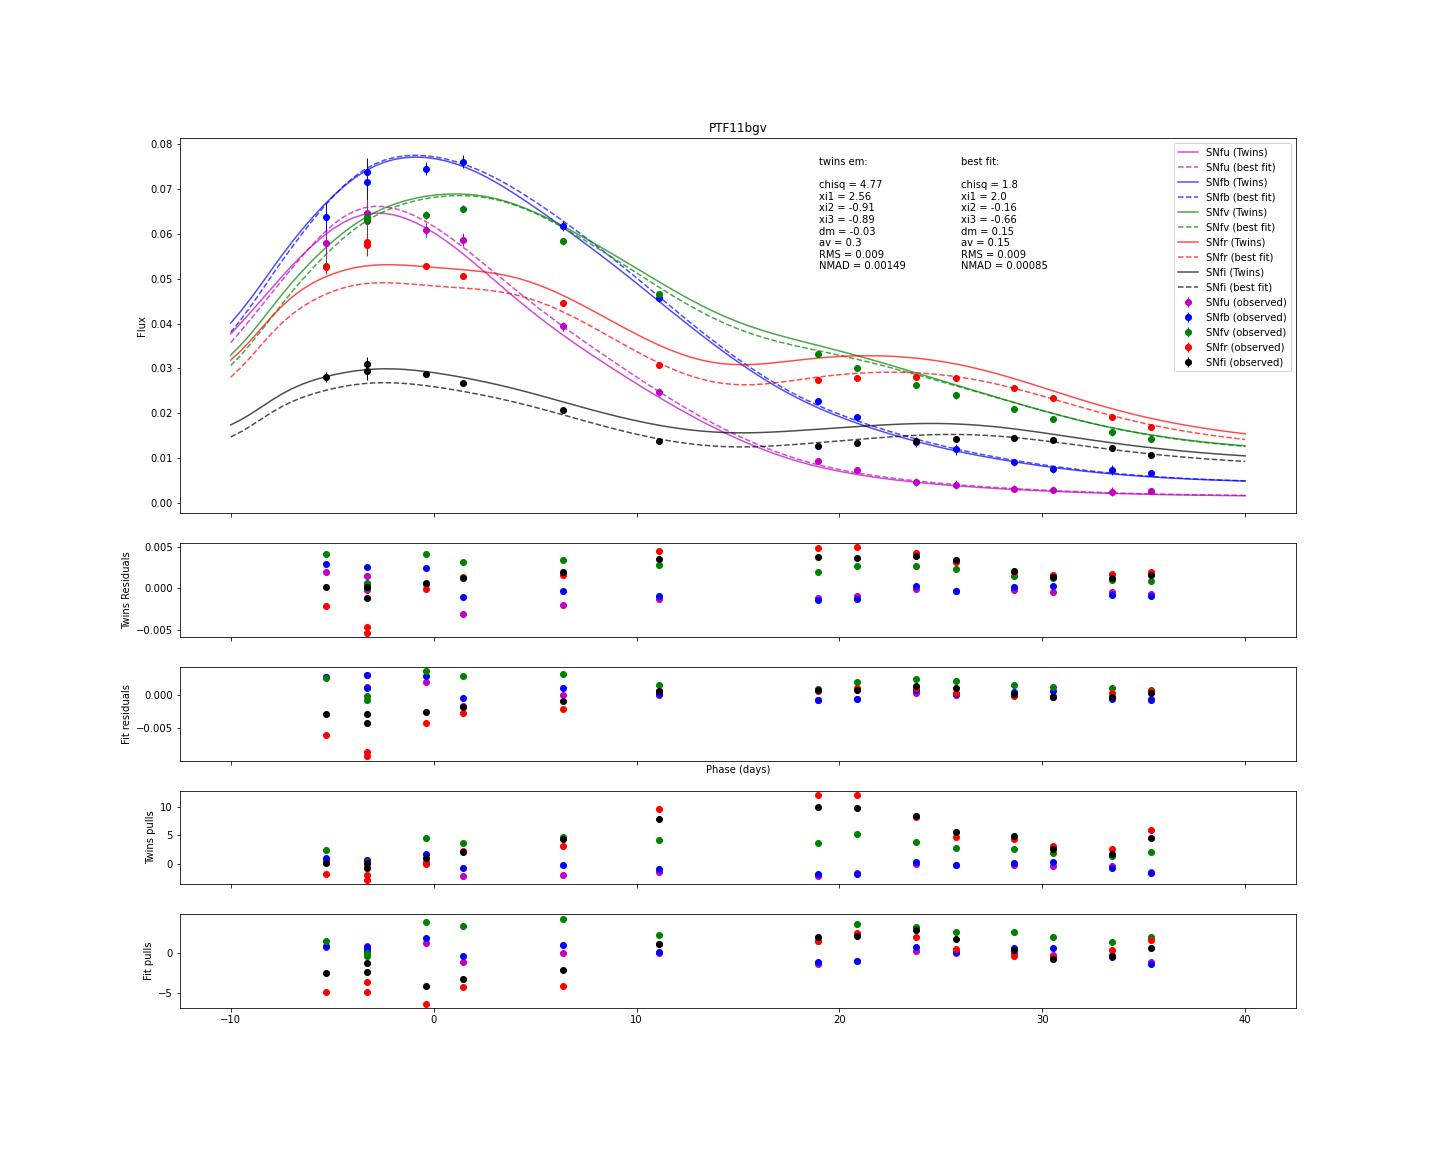 PTF11bgv
0.08
0.07
0.06
0.05
0.04
0.03
0.02
0.01
0.00
Flux
twins em:
chisq = 4.77
xi1 = 2.56
xi2 = -0.91
xi3 = -0.89
dm = -0.03
av = 0.3
RMS = 0.009
NMAD = 0.00149
best fit:
chisq = 1.8
xi1 = 2.0
xi2 = -0.16
xi3 = -0.66
dm = 0.15
av = 0.15
RMS = 0.009
NMAD = 0.00085
SNfu (Twins)
SNfu (best fit)
SNfb (Twins)
SNfb (best fit)
SNfv (Twins)
SNfv (best fit)
SNfr (Twins)
SNfr (best fit)
SNfi (Twins)
SNfi (best fit)
SNfu (observed)
SNfb (observed)
SNfv (observed)
SNfr (observed)
SNfi (observed)
0.005
0.000
−0.005
Twins Residuals
0.000
−0.005
Fit residuals
Phase (days)
10
5
0
Twins pulls
0
−5
Fit pulls
−10
0
10
20
30
40